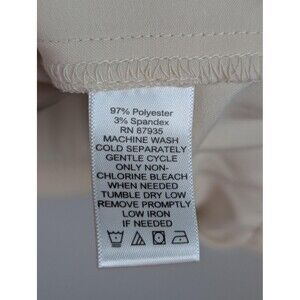 97% Polyester
3% Spandex
RN 87935
MACHINE WASH
COLD SEPARATELY
GENTLE CYCLE
ONLY NON-
CHLORINE BLEACH
WHEN NEEDED
TUMBLE DRY LOW
REMOVE PROMPTLY
LOW IRON
IF NEEDED